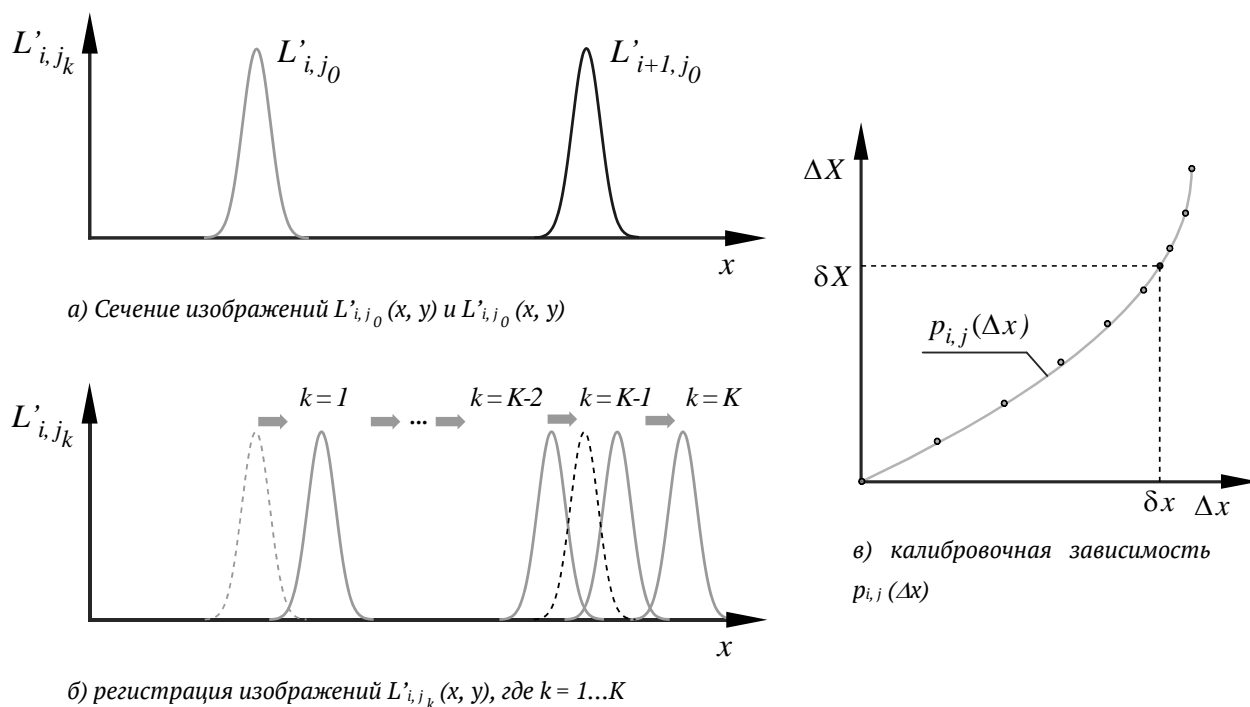 L'i, jk
L'i, j0
L'i+1, j0
x
а) Сечение изображений L'i, j0 (x, y) и L'i, j0 (x, y)
L'i, jk
k = 1
...
k = K-2
k = K-1
k = K
x
б) регистрация изображений L'i, jk (x, y), где k = 1...K
ΔX
δX
pi, j(Δx)
δx
Δx
в) калибровочная зависимость
pi, j (Δx)